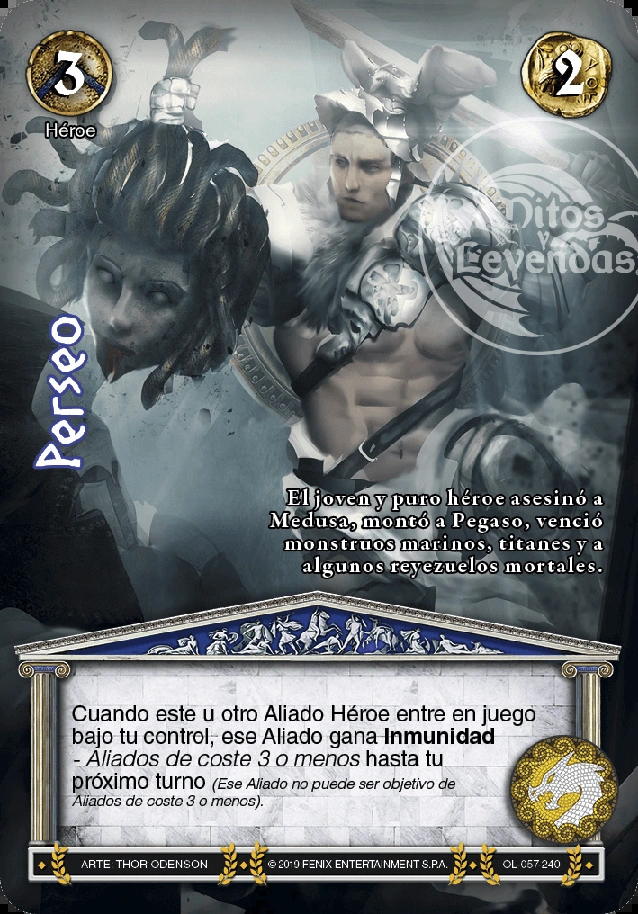 3
2
Héroe
Mitos
y
Leyendas
Perseo
El joven y puro héroe asesinó a
Medusa, montó a Pegaso, venció
monstruos marinos, titanes y a
algunos reyezuelos mortales.
Cuando este u otro Aliado Héroe entre en juego
bajo tu control, ese Aliado gana Inmunidad
- Aliados de coste 3 o menos hasta tu
próximo turno (Ese Aliado no puede ser objetivo de
Aliados de coste 3 o menos).
ARTE: THOR ODENSON
© 2019 FENIX ENTERTAINMENT S.P.A.
OL 057-240